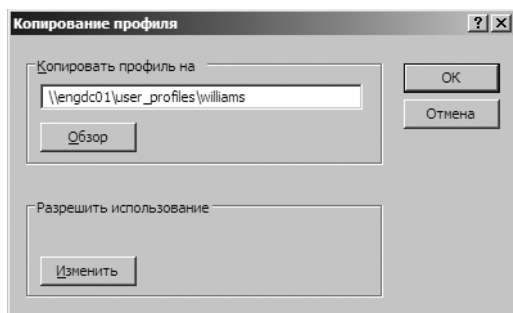 Копирование профиля
Копировать профиль на
\\engdc01\user_profiles\williams
Обзор
OK
Отмена
Разрешить использование
Изменить